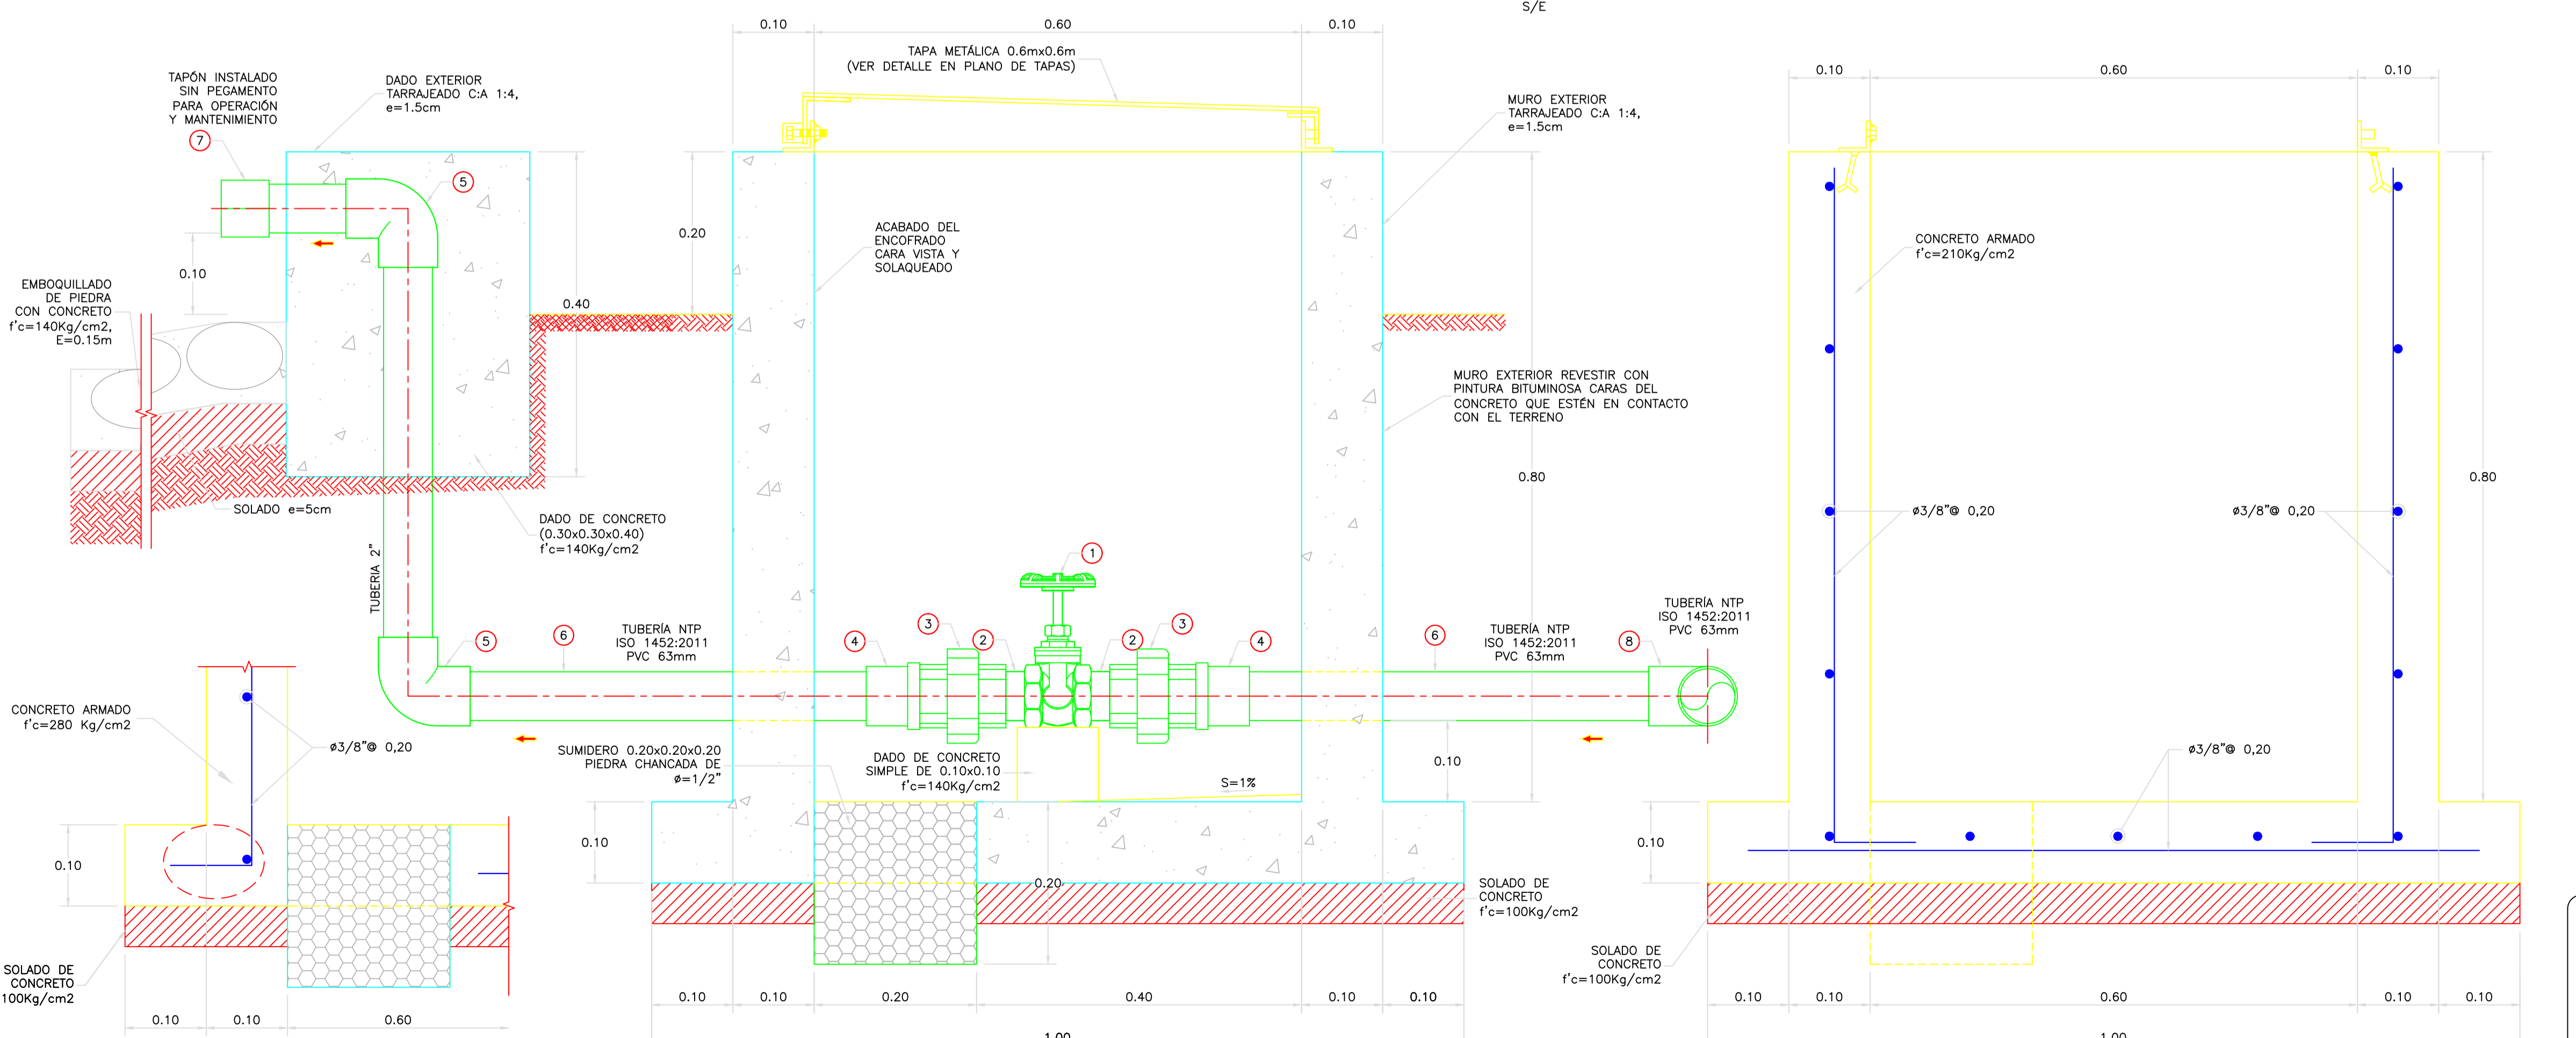 S/E
0.10
0.60
0.10
TAPA METÁLICA 0.6mx0.6m
(VER DETALLE EN PLANO DE TAPAS)
TAPÓN INSTALADO
SIN PEGAMENTO
PARA OPERACIÓN
Y MANTENIMIENTO
7
DADO EXTERIOR
TARRAJEADO C:A 1:4,
e=1.5cm
5
MURO EXTERIOR
TARRAJEADO C:A 1:4,
e=1.5cm
0.20
0.10
0.40
ACABADO DEL
ENCOFRADO
CARA VISTA Y
SOLAQUEADO
EMBOQUILLADO
DE PIEDRA
CON CONCRETO
f'c=140Kg/cm2,
E=0.15m
MURO EXTERIOR REVESTIR CON
PINTURA BITUMINOSA CARAS DEL
CONCRETO QUE ESTÉN EN CONTACTO
CON EL TERRENO
0.80
SOLADO e=5cm
DADO DE CONCRETO
(0.30x0.30x0.40)
f'c=140Kg/cm2
TUBERIA 2"
1
5
6
TUBERÍA NTP
ISO 1452:2011
PVC 63mm
4
3
2
2
3
4
6
TUBERÍA NTP
ISO 1452:2011
PVC 63mm
8
TUBERÍA NTP
ISO 1452:2011
PVC 63mm
SUMIDERO 0.20x0.20x0.20
PIEDRA CHANCADA DE
ø=1/2"
DADO DE CONCRETO
SIMPLE DE 0.10x0.10
f'c=140Kg/cm2
S=1%
0.10
0.10
0.20
SOLADO DE
CONCRETO
f'c=100Kg/cm2
0.10
0.10
0.20
0.40
0.10
0.10
1.00
CONCRETO ARMADO
f'c=280 Kg/cm2
ø3/8"@ 0,20
0.10
SOLADO DE
CONCRETO
100Kg/cm2
0.10
0.10
0.60
0.10
0.60
0.10
CONCRETO ARMADO
f'c=210Kg/cm2
0.80
ø3/8"@ 0,20
ø3/8"@ 0,20
ø3/8"@ 0,20
0.10
SOLADO DE
CONCRETO
f'c=100Kg/cm2
0.10
0.10
0.60
0.10
0.10
1.00